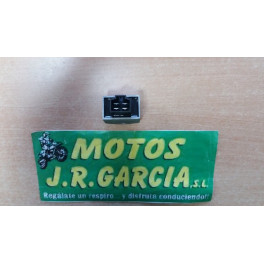 MOTOS
J.R. GARCIA, S.L.
Regálate un respiro...y disfruta conduciendo!!